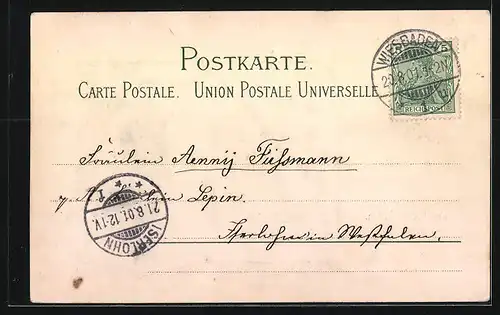 POSTKARTE.
CARTE POSTALE. UNION POSTALE UNIVERSELLE
WIESBADEN
REICHSPOST
Fräulein Aenny Füssmann
Lepin.
Iserlohn in Westfalen.
ISERLOHN
21.8.01.12-1V.